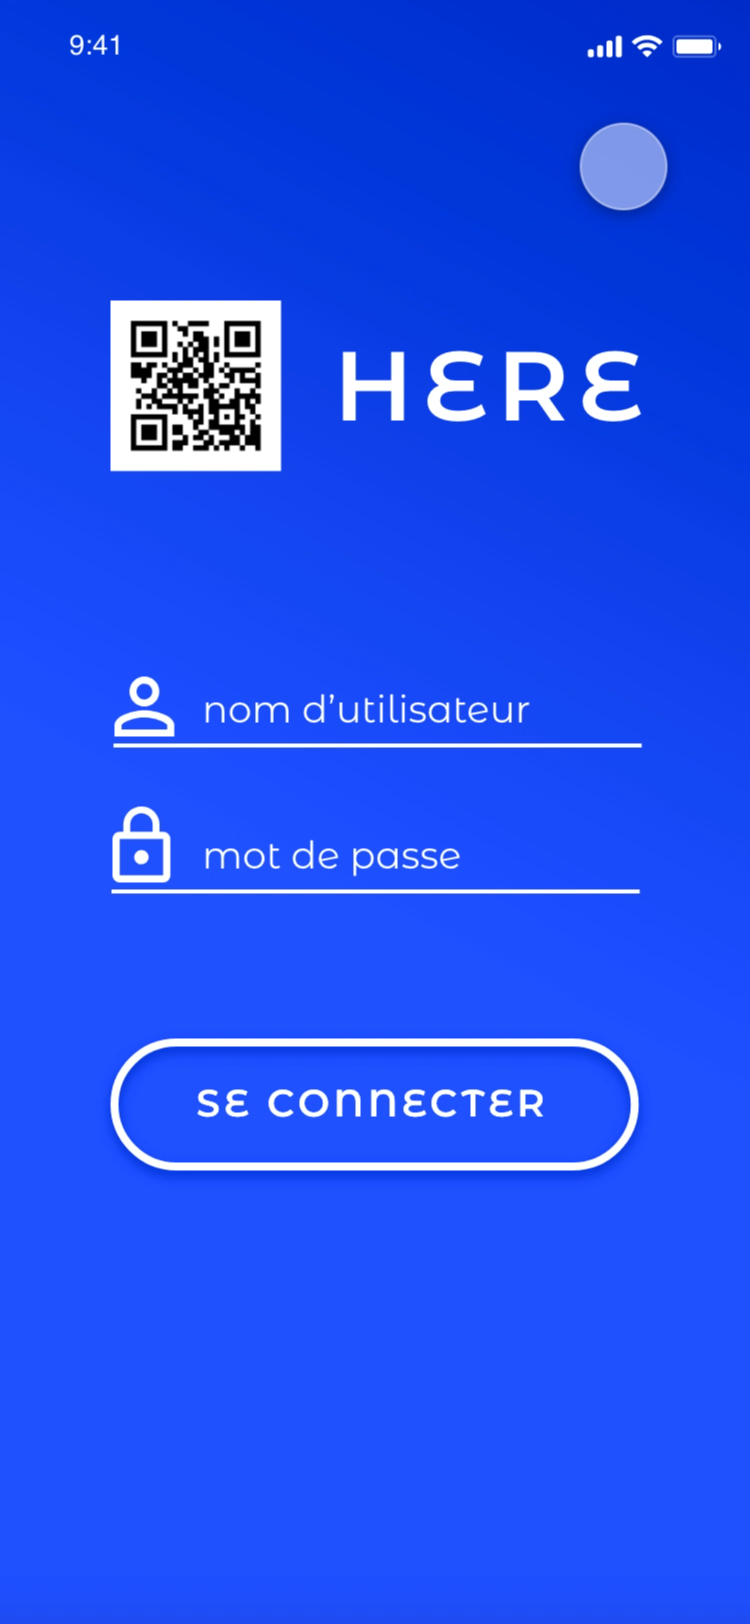 9:41
HERE
nom d’utilisateur
mot de passe
SE CONNECTER